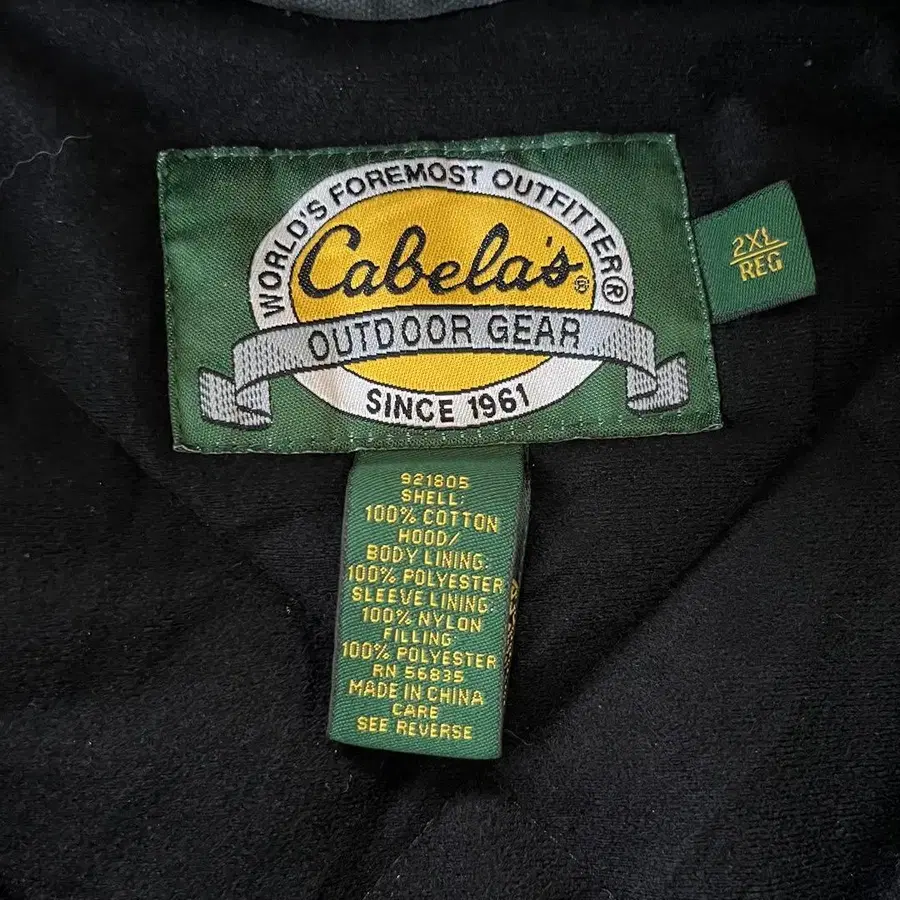 WORLD'S FOREMOST OUTFITTER®
Cabela's®
OUTDOOR GEAR
SINCE 1961
2XL
REG
921805
SHELL:
100% COTTON
HOOD/
BODY LINING:
100% POLYESTER
SLEEVE LINING:
100% NYLON
FILLING
100% POLYESTER
RN 56835
MADE IN CHINA
CARE
SEE REVERSE